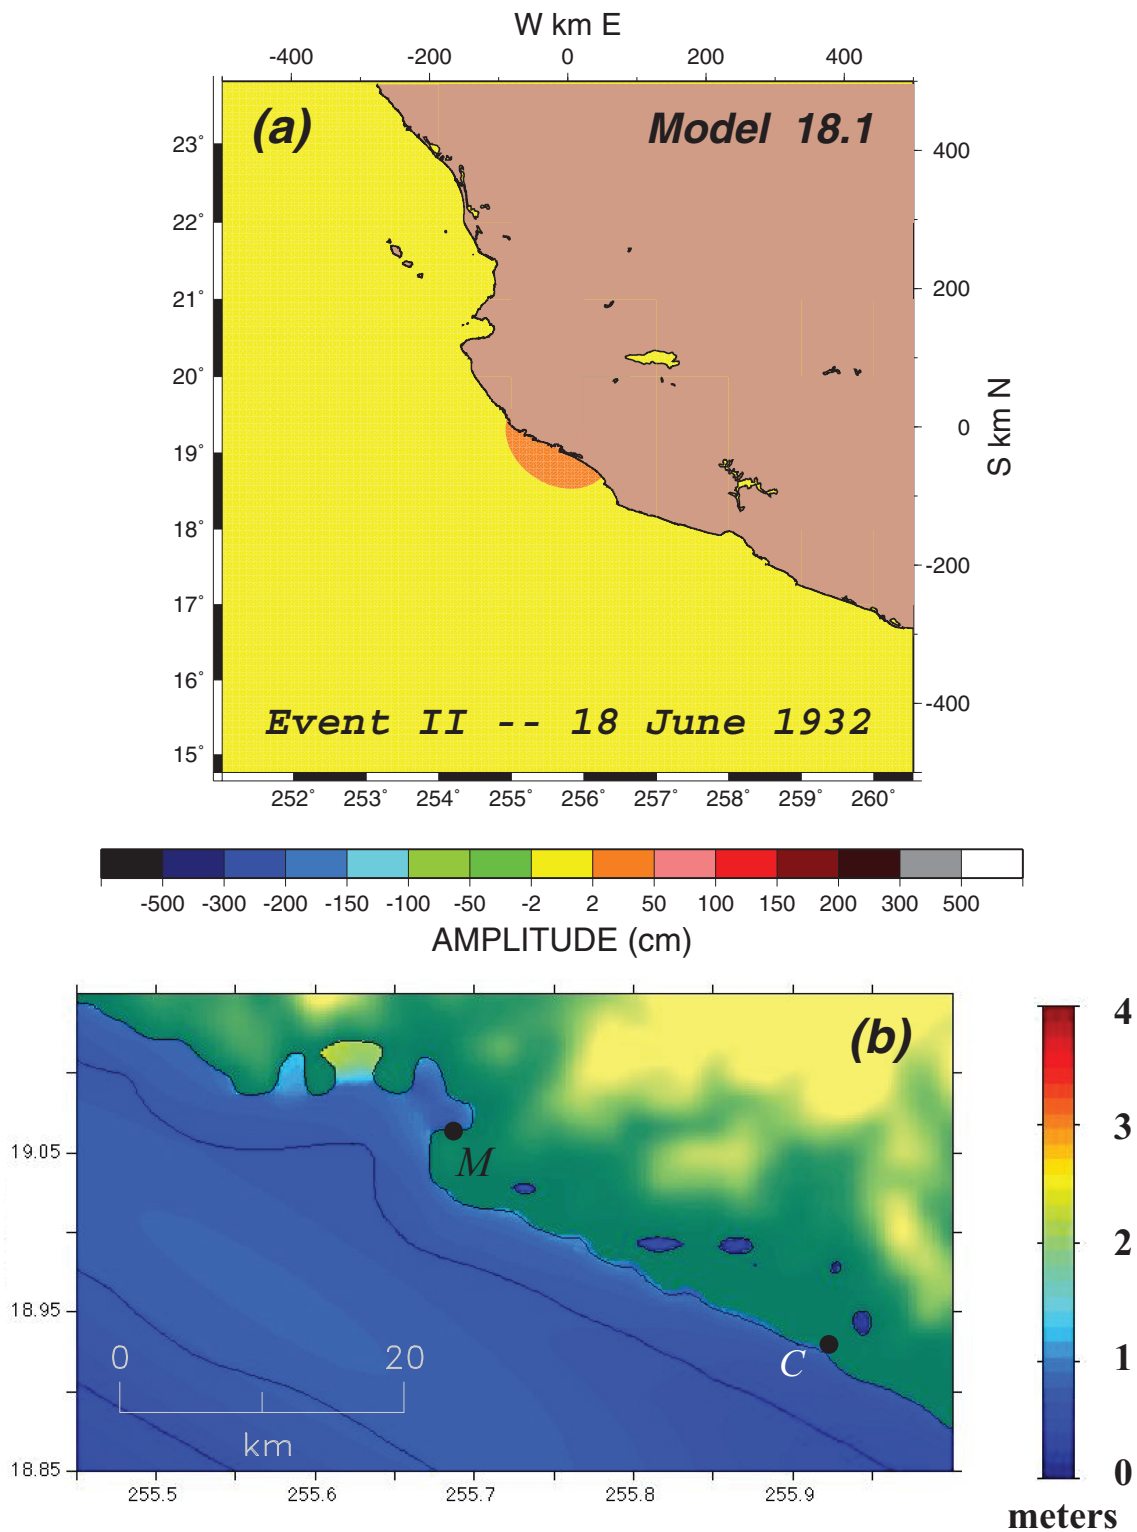 W km E
-400 -200 0 200 400
(a) Model 18.1
23°
22°
21°
20°
19°
18°
17°
16°
15°
400
200
0
-200
-400
S km N
Event II -- 18 June 1932
252° 253° 254° 255° 256° 257° 258° 259° 260°
-500 -300 -200 -150 -100 -50 -2 2 50 100 150 200 300 500
AMPLITUDE (cm)
(b)
19.05
18.95
18.85
M
C
0 20
km
255.5 255.6 255.7 255.8 255.9
4
3
2
1
0
meters